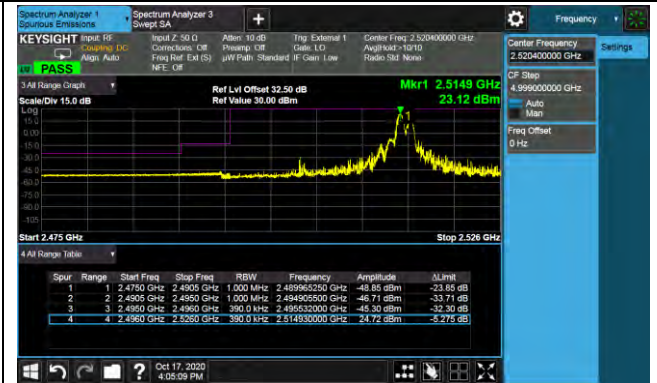 Spectrum Analyzer 1
Spurious Emissions
Spectrum Analyzer 3
Swept SA
Frequency
KEYSIGHT Input: RF
Coupling: DC
Align: Auto
Input Z: 50 Ω
Corrections: Off
Freq Ref: Ext (S)
NFE: Off
Atten: 10 dB
Preamp: Off
µW Path: Standard
Trig: External 1
Gate: LO
IF Gain: Low
Center Freq: 2.520400000 GHz
Avg|Hold:>10/10
Radio Std: None
PASS
Center Frequency
2.520400000 GHz
Settings
CF Step
4.999000000 GHz
Auto
Man
Freq Offset
0 Hz
3 All Range Graph
Scale/Div 15.0 dB
Ref Lvl Offset 32.50 dB
Ref Value 30.00 dBm
Mkr1 2.5149 GHz
23.12 dBm
Log
15.0
0.00
-15.0
-30.0
-45.0
-60.0
-75.0
-90.0
-105
1
Start 2.475 GHz
Stop 2.526 GHz
4 All Range Table
Spur Range Start Freq Stop Freq RBW Frequency Amplitude ΔLimit
1 1 2.4750 GHz 2.4905 GHz 1.000 MHz 2.489965250 GHz -48.85 dBm -23.85 dB
2 2 2.4905 GHz 2.4950 GHz 1.000 MHz 2.494905500 GHz -46.71 dBm -33.71 dB
3 3 2.4950 GHz 2.4960 GHz 390.0 kHz 2.495532000 GHz -45.30 dBm -32.30 dB
4 4 2.4960 GHz 2.5260 GHz 390.0 kHz 2.514930000 GHz 24.72 dBm -5.275 dB
Oct 17, 2020
4:05:09 PM